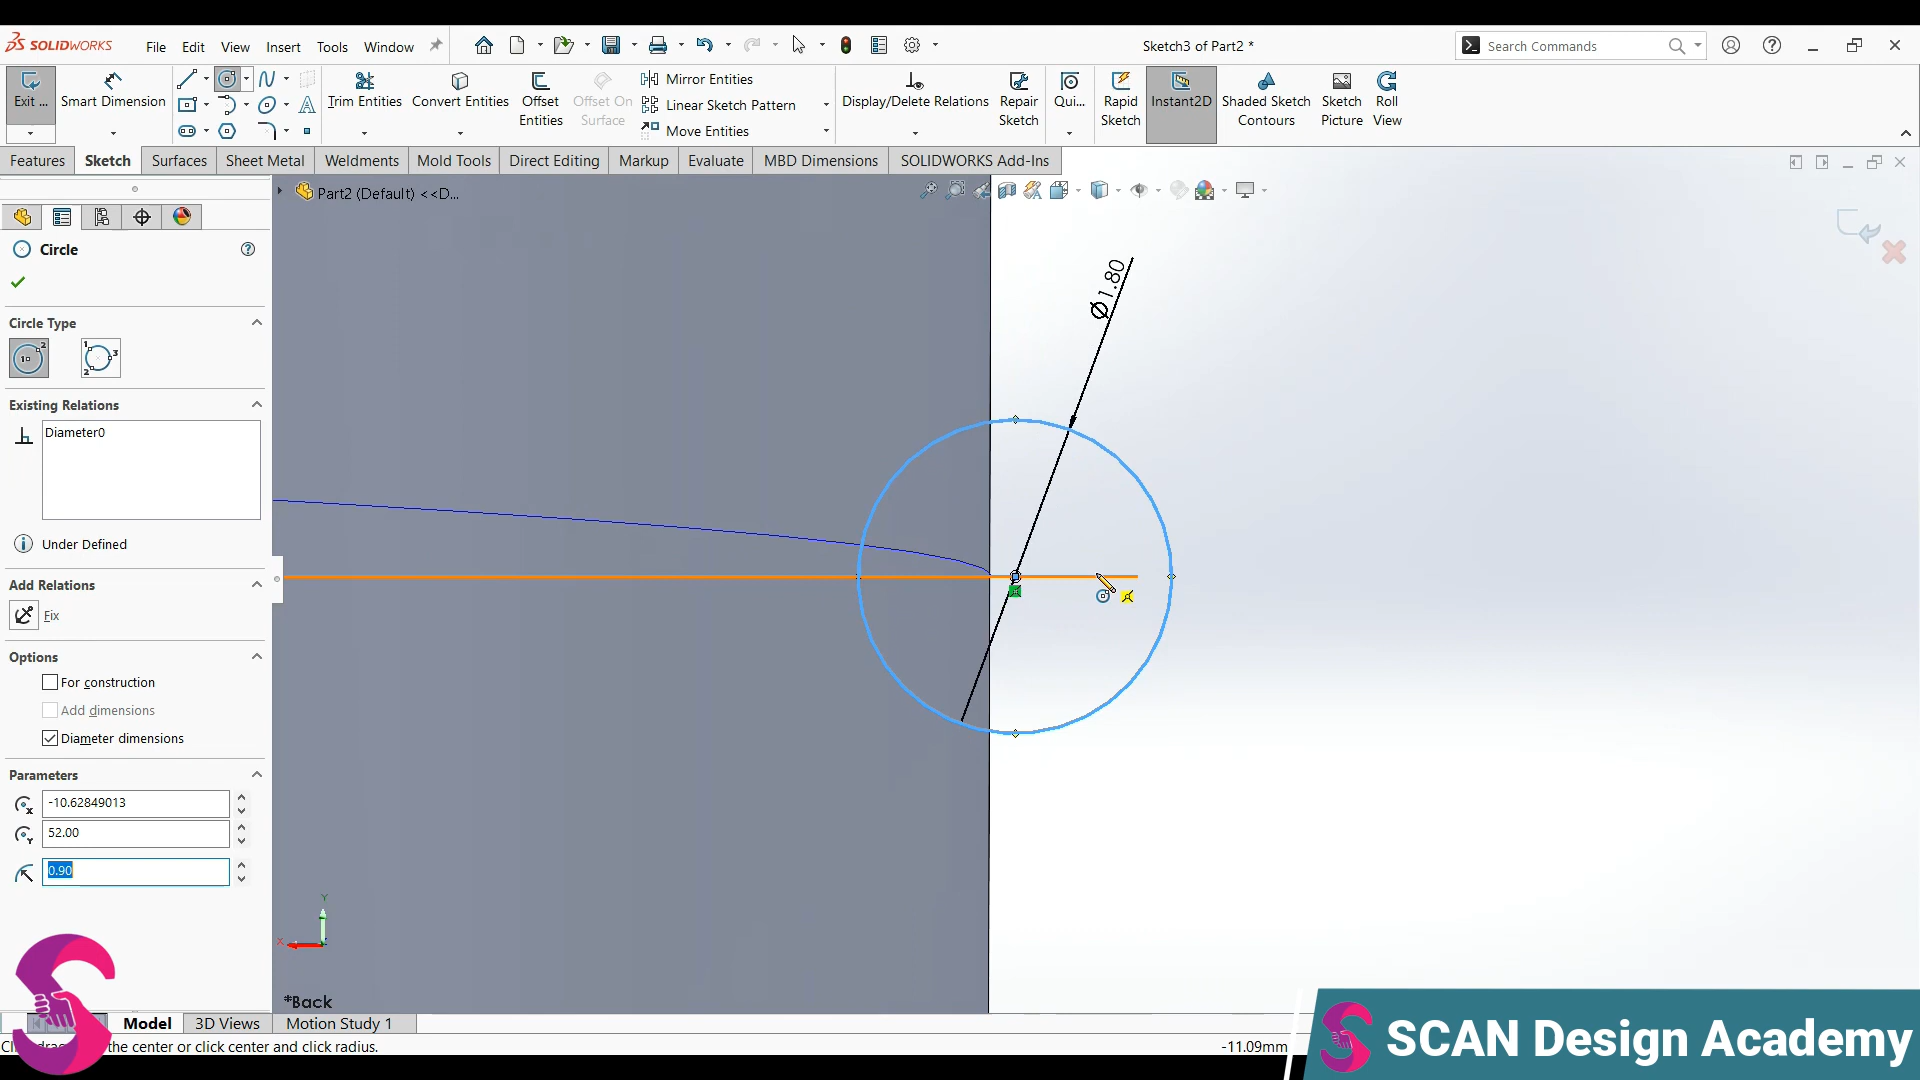 SOLIDWORKS File Edit View Insert Tools Window Sketch3 of Part2 * Search Commands
Exit ... Smart Dimension Trim Entities Convert Entities Offset Entities Offset On Surface Mirror Entities Display/Delete Relations Repair Sketch Qui... Rapid Sketch Instant2D Shaded Sketch Contours Sketch Picture Roll View
Linear Sketch Pattern
Move Entities
Features Sketch Surfaces Sheet Metal Weldments Mold Tools Direct Editing Markup Evaluate MBD Dimensions SOLIDWORKS Add-Ins
Part2 (Default) <<D...
Circle
Circle Type
Existing Relations
Diameter0
Under Defined
Add Relations
Fix
Options
For construction
Add dimensions
Diameter dimensions
Parameters
-10.62849013
52.00
0.90
Ø1.80
Y
X
*Back
Model 3D Views Motion Study 1
the center or click center and click radius.
-11.09mm
SCAN Design Academy